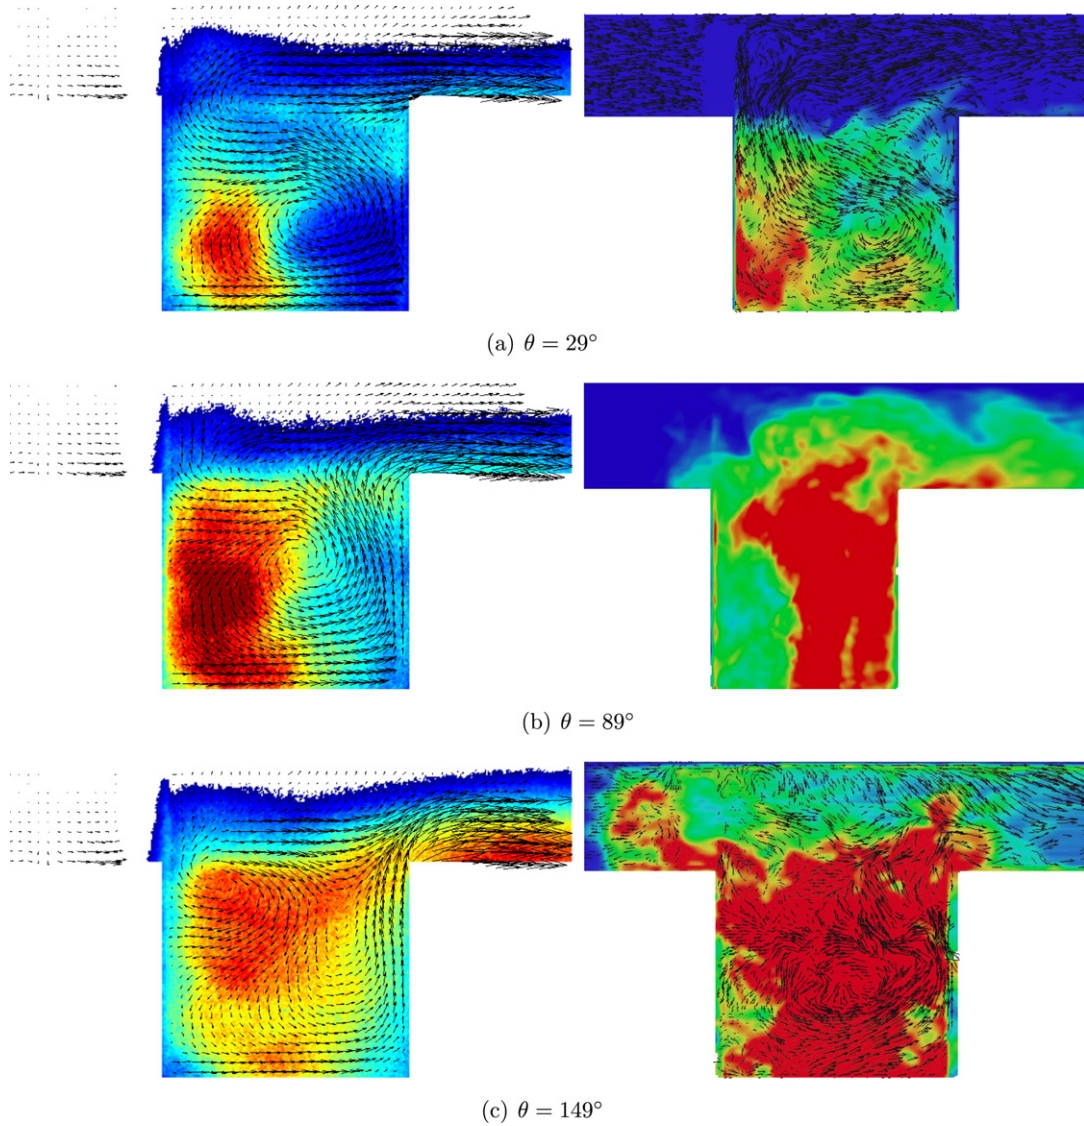 (a) θ = 29°
(b) θ = 89°
(c) θ = 149°